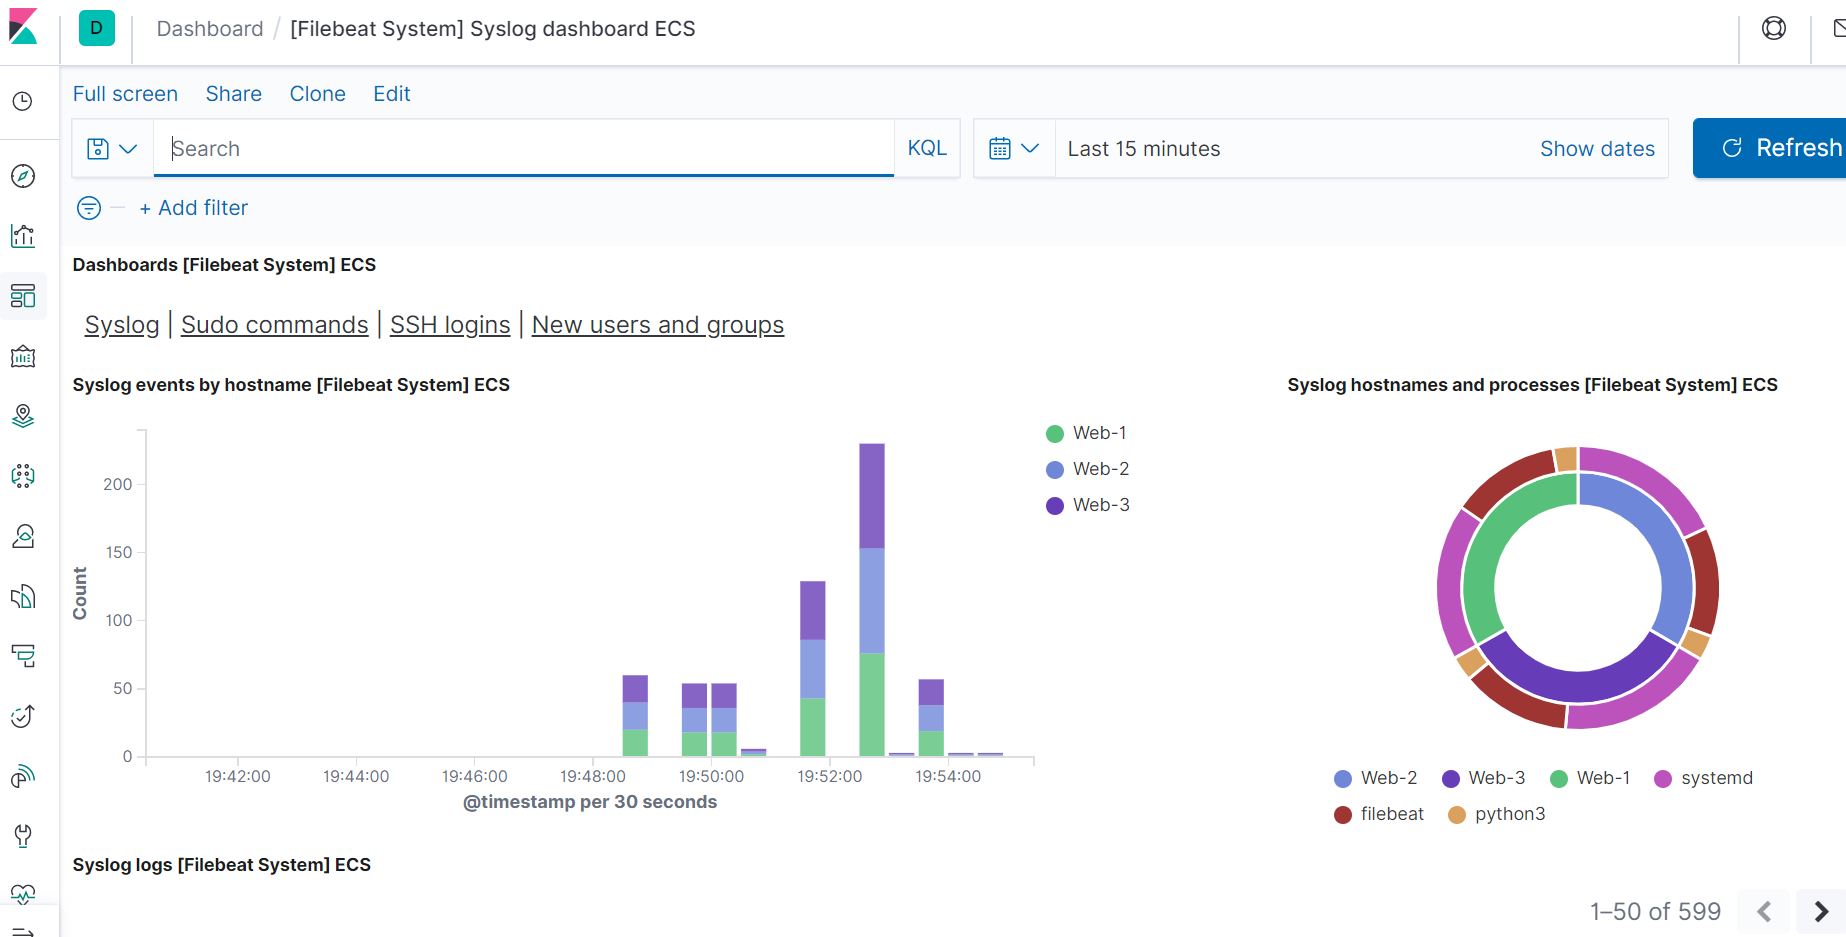 D Dashboard / [Filebeat System] Syslog dashboard ECS
Full screen Share Clone Edit
Search KQL Last 15 minutes Show dates Refresh
+ Add filter
Dashboards [Filebeat System] ECS
Syslog | Sudo commands | SSH logins | New users and groups
Syslog events by hostname [Filebeat System] ECS
Count
200
150
100
50
0
19:42:00 19:44:00 19:46:00 19:48:00 19:50:00 19:52:00 19:54:00
@timestamp per 30 seconds
Web-1
Web-2
Web-3
Syslog hostnames and processes [Filebeat System] ECS
Web-2 Web-3 Web-1 systemd
filebeat python3
Syslog logs [Filebeat System] ECS
1–50 of 599